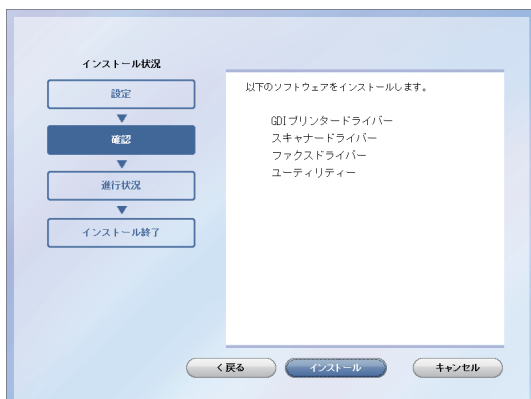 インストール状況
設定
確認
進行状況
インストール終了
以下のソフトウェアをインストールします。
GDIプリンタードライバー
スキャナードライバー
ファクスドライバー
ユーティリティー
< 戻る
インストール
キャンセル